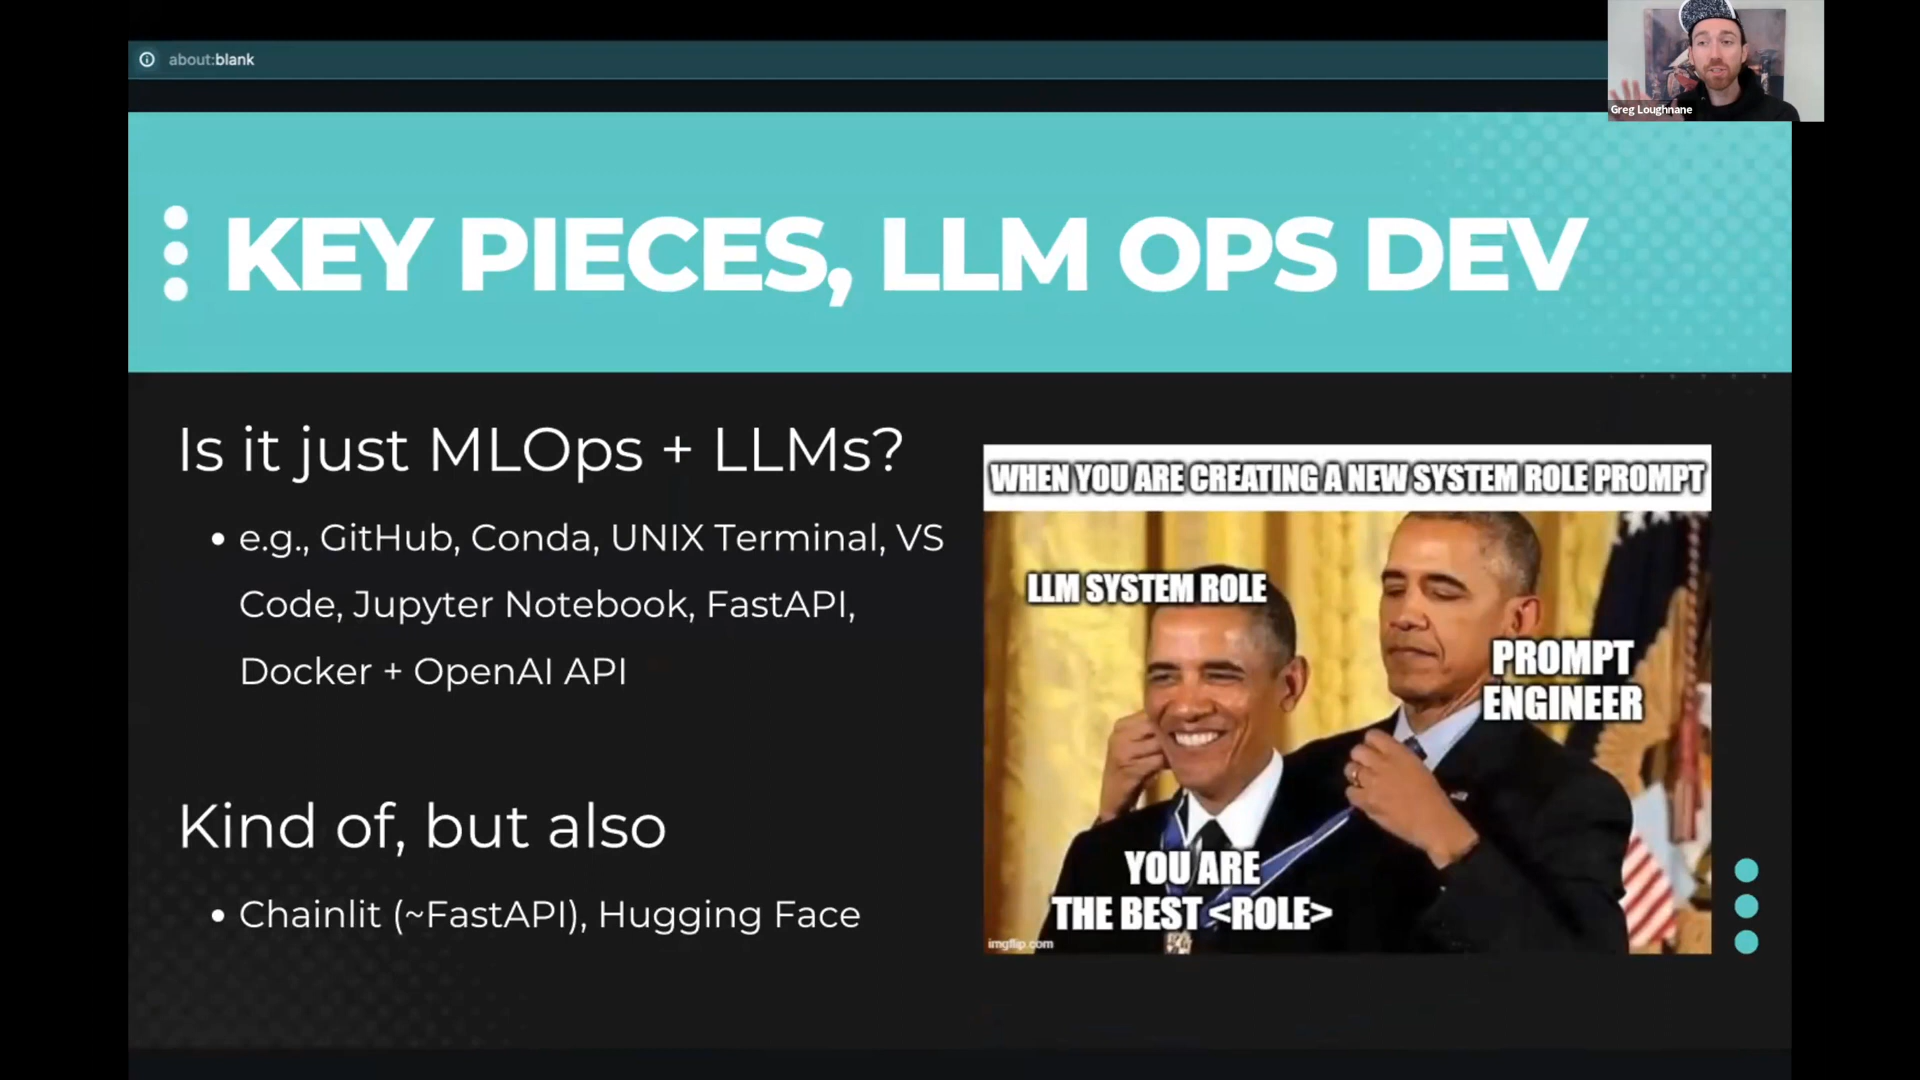 about:blank
Greg Loughnane
KEY PIECES, LLM OPS DEV
Is it just MLOps + LLMs?
• e.g., GitHub, Conda, UNIX Terminal, VS
Code, Jupyter Notebook, FastAPI,
Docker + OpenAI API
Kind of, but also
• Chainlit (~FastAPI), Hugging Face
WHEN YOU ARE CREATING A NEW SYSTEM ROLE PROMPT
LLM SYSTEM ROLE
PROMPT
ENGINEER
YOU ARE
THE BEST <ROLE>
imgflip.com